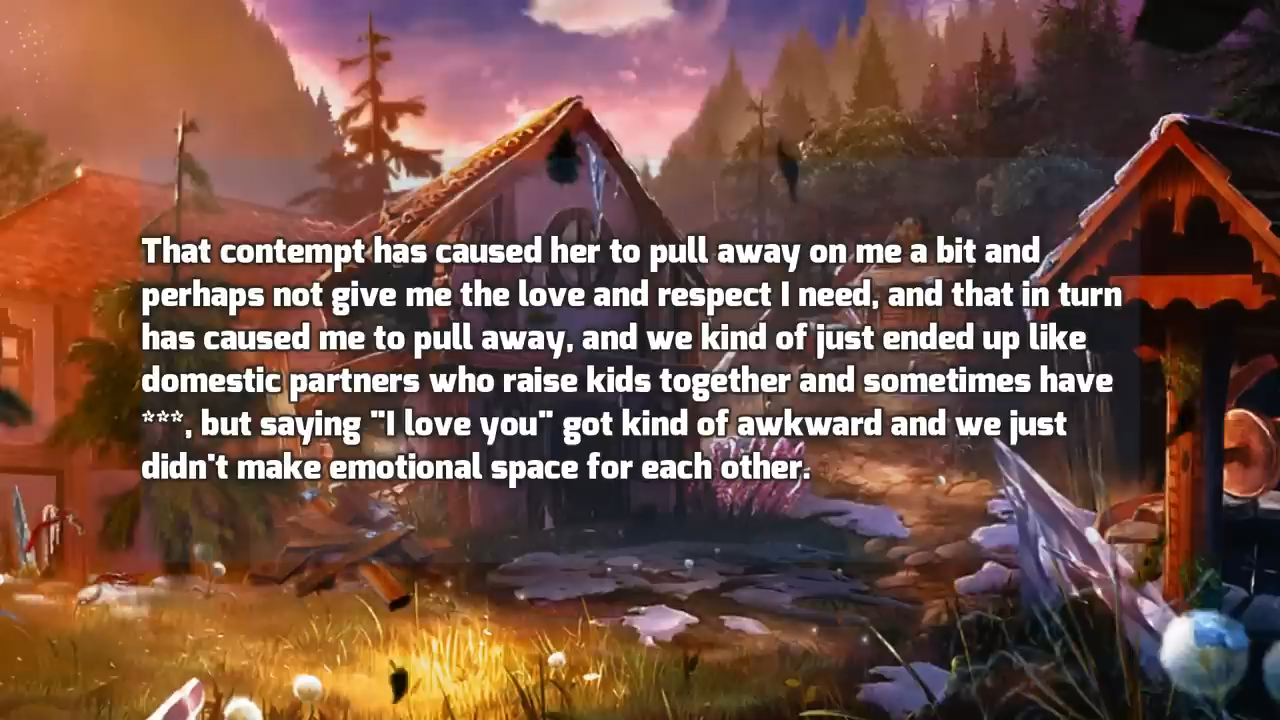 That contempt has caused her to pull away on me a bit and
perhaps not give me the love and respect I need, and that in turn
has caused me to pull away, and we kind of just ended up like
domestic partners who raise kids together and sometimes have
***, but saying "I love you" got kind of awkward and we just
didn't make emotional space for each other.